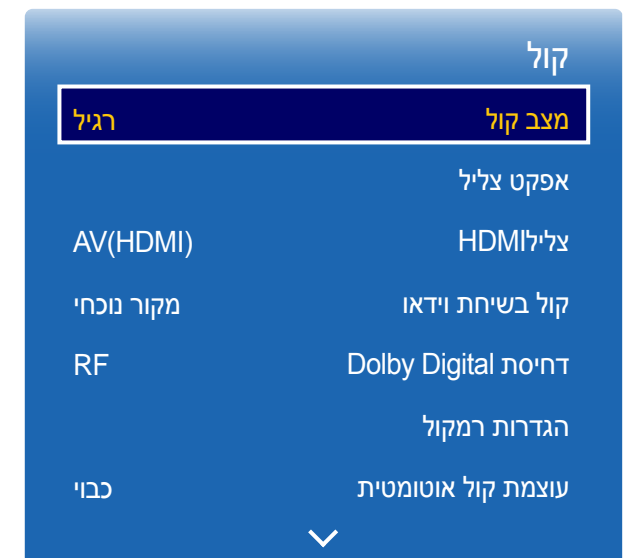 קול
מצב קול רגיל
אפקט צליל
צלילHDMI AV(HDMI)
קול בשיחת וידאו מקור נוכחי
דחיסת Dolby Digital RF
הגדרות רמקול
עוצמת קול אוטומטית כבוי